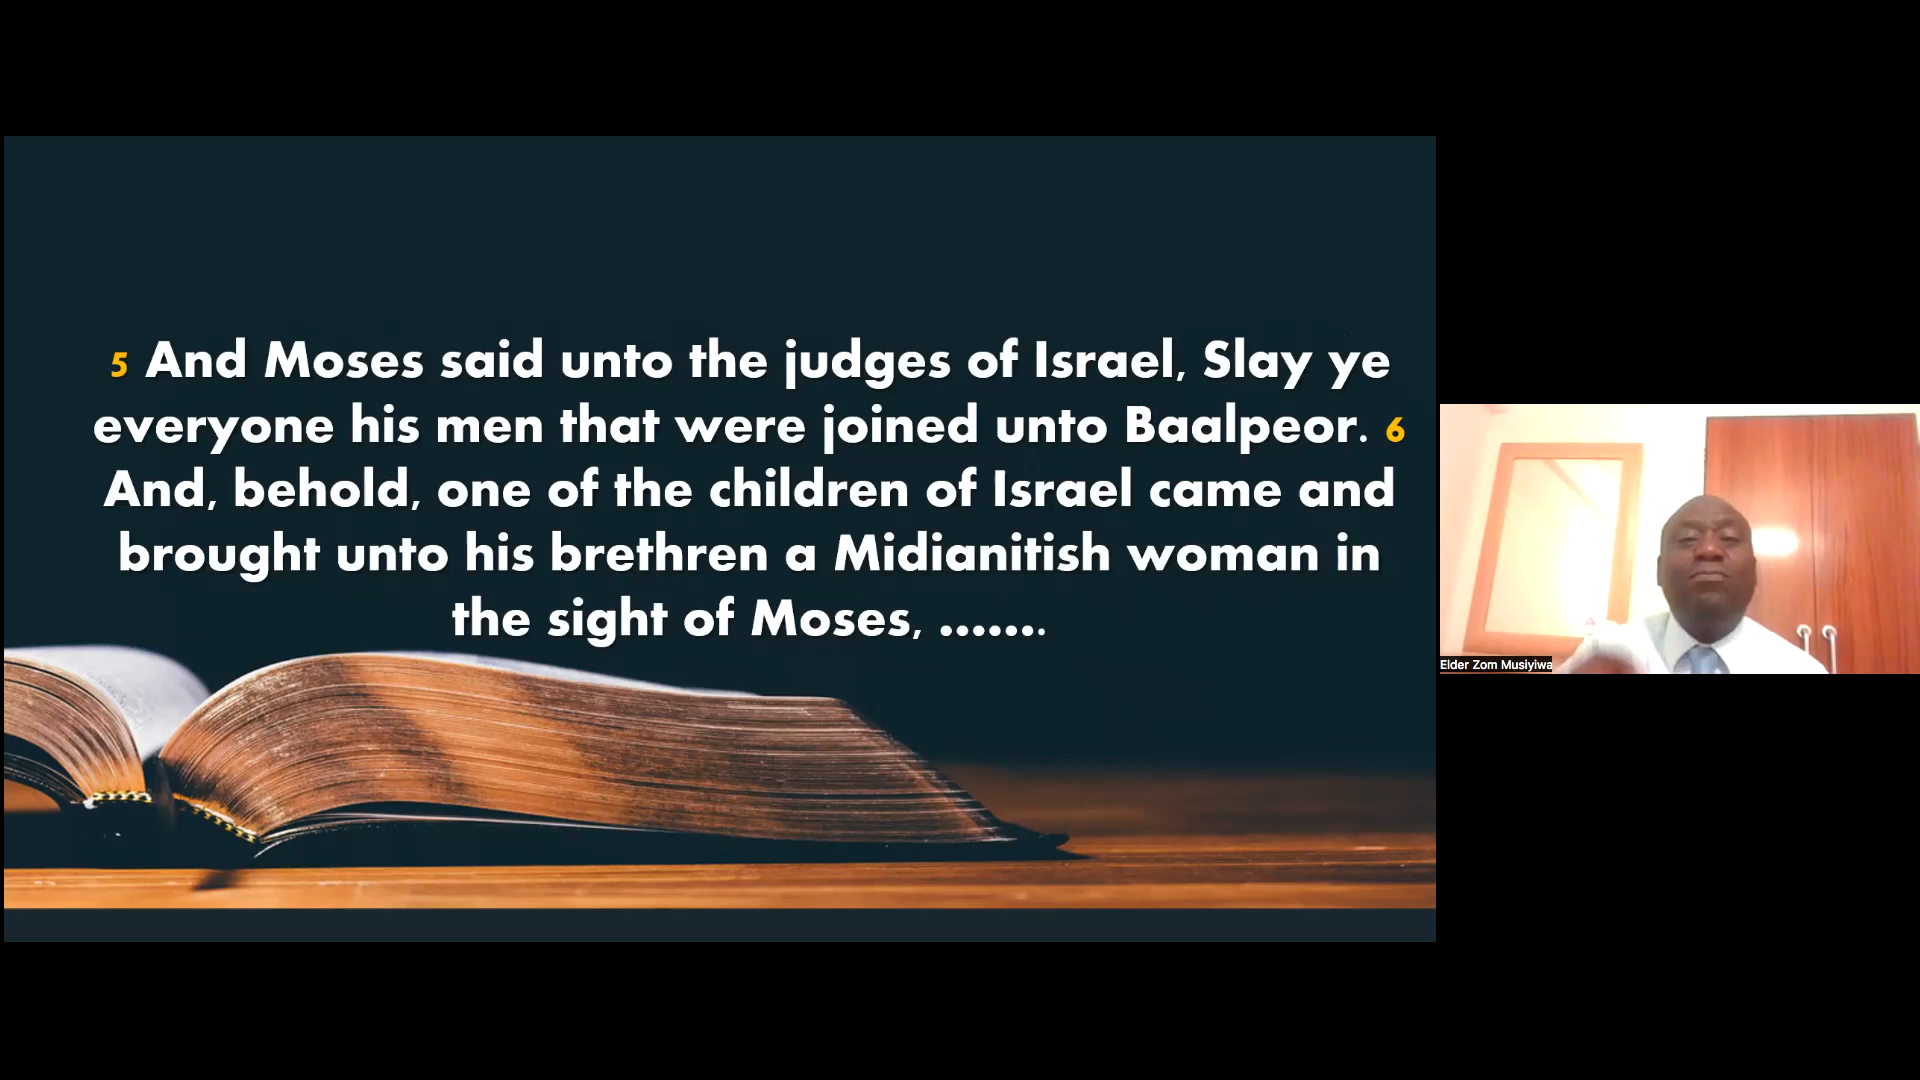 5 And Moses said unto the judges of Israel, Slay ye
everyone his men that were joined unto Baalpeor. 6
And, behold, one of the children of Israel came and
brought unto his brethren a Midianitish woman in
the sight of Moses, .......
Elder Zom Musiyiwa